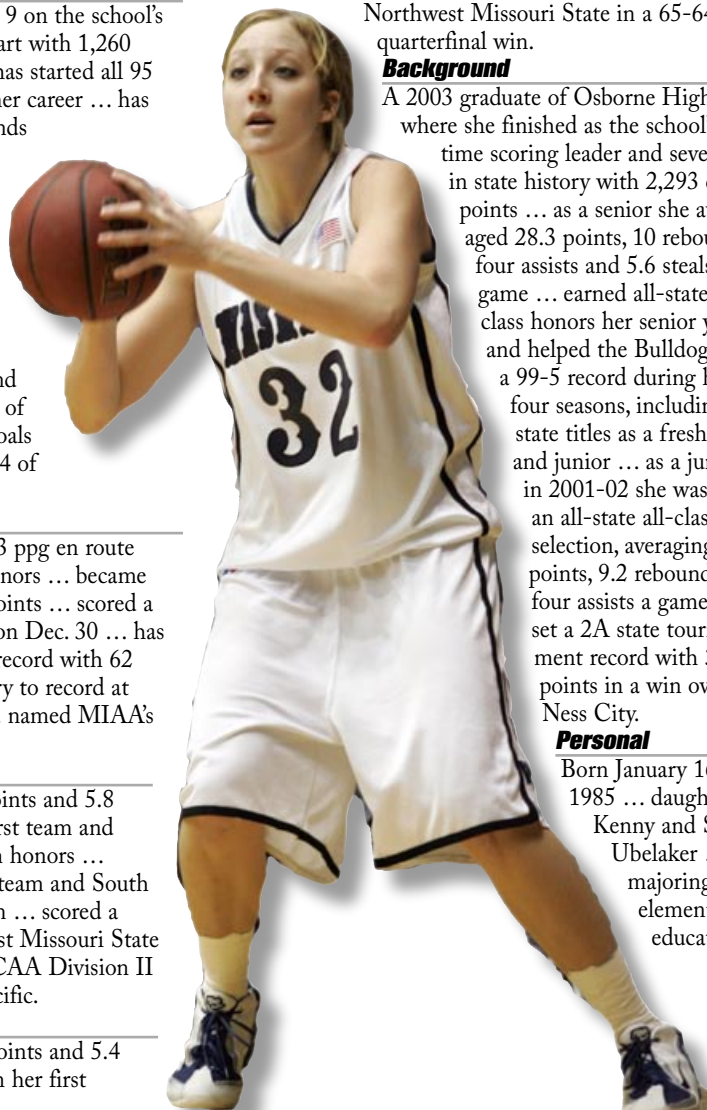 9 on the school's
art with 1,260
has started all 95
her career … has
nds
nd
of
oals
4 of
3 ppg en route
nors … became
oints … scored a
on Dec. 30 … has
record with 62
ry to record at
named MIAA's
oints and 5.8
rst team and
n honors …
team and South
n … scored a
st Missouri State
CAA Division II
cific.
oints and 5.4
n her first
32
Northwest Missouri State in a 65-64
quarterfinal win.
Background
A 2003 graduate of Osborne High
where she finished as the school'
time scoring leader and seve
in state history with 2,293
points … as a senior she a
aged 28.3 points, 10 rebou
four assists and 5.6 steals
game … earned all-state
class honors her senior y
and helped the Bulldog
a 99-5 record during h
four seasons, includin
state titles as a fresh
and junior … as a ju
in 2001-02 she was
an all-state all-clas
selection, averaging
points, 9.2 rebound
four assists a game
set a 2A state tour
ment record with
points in a win ov
Ness City.
Personal
Born January 16
1985 … daugh
Kenny and S
Ubelaker
majoring
elemen
educa